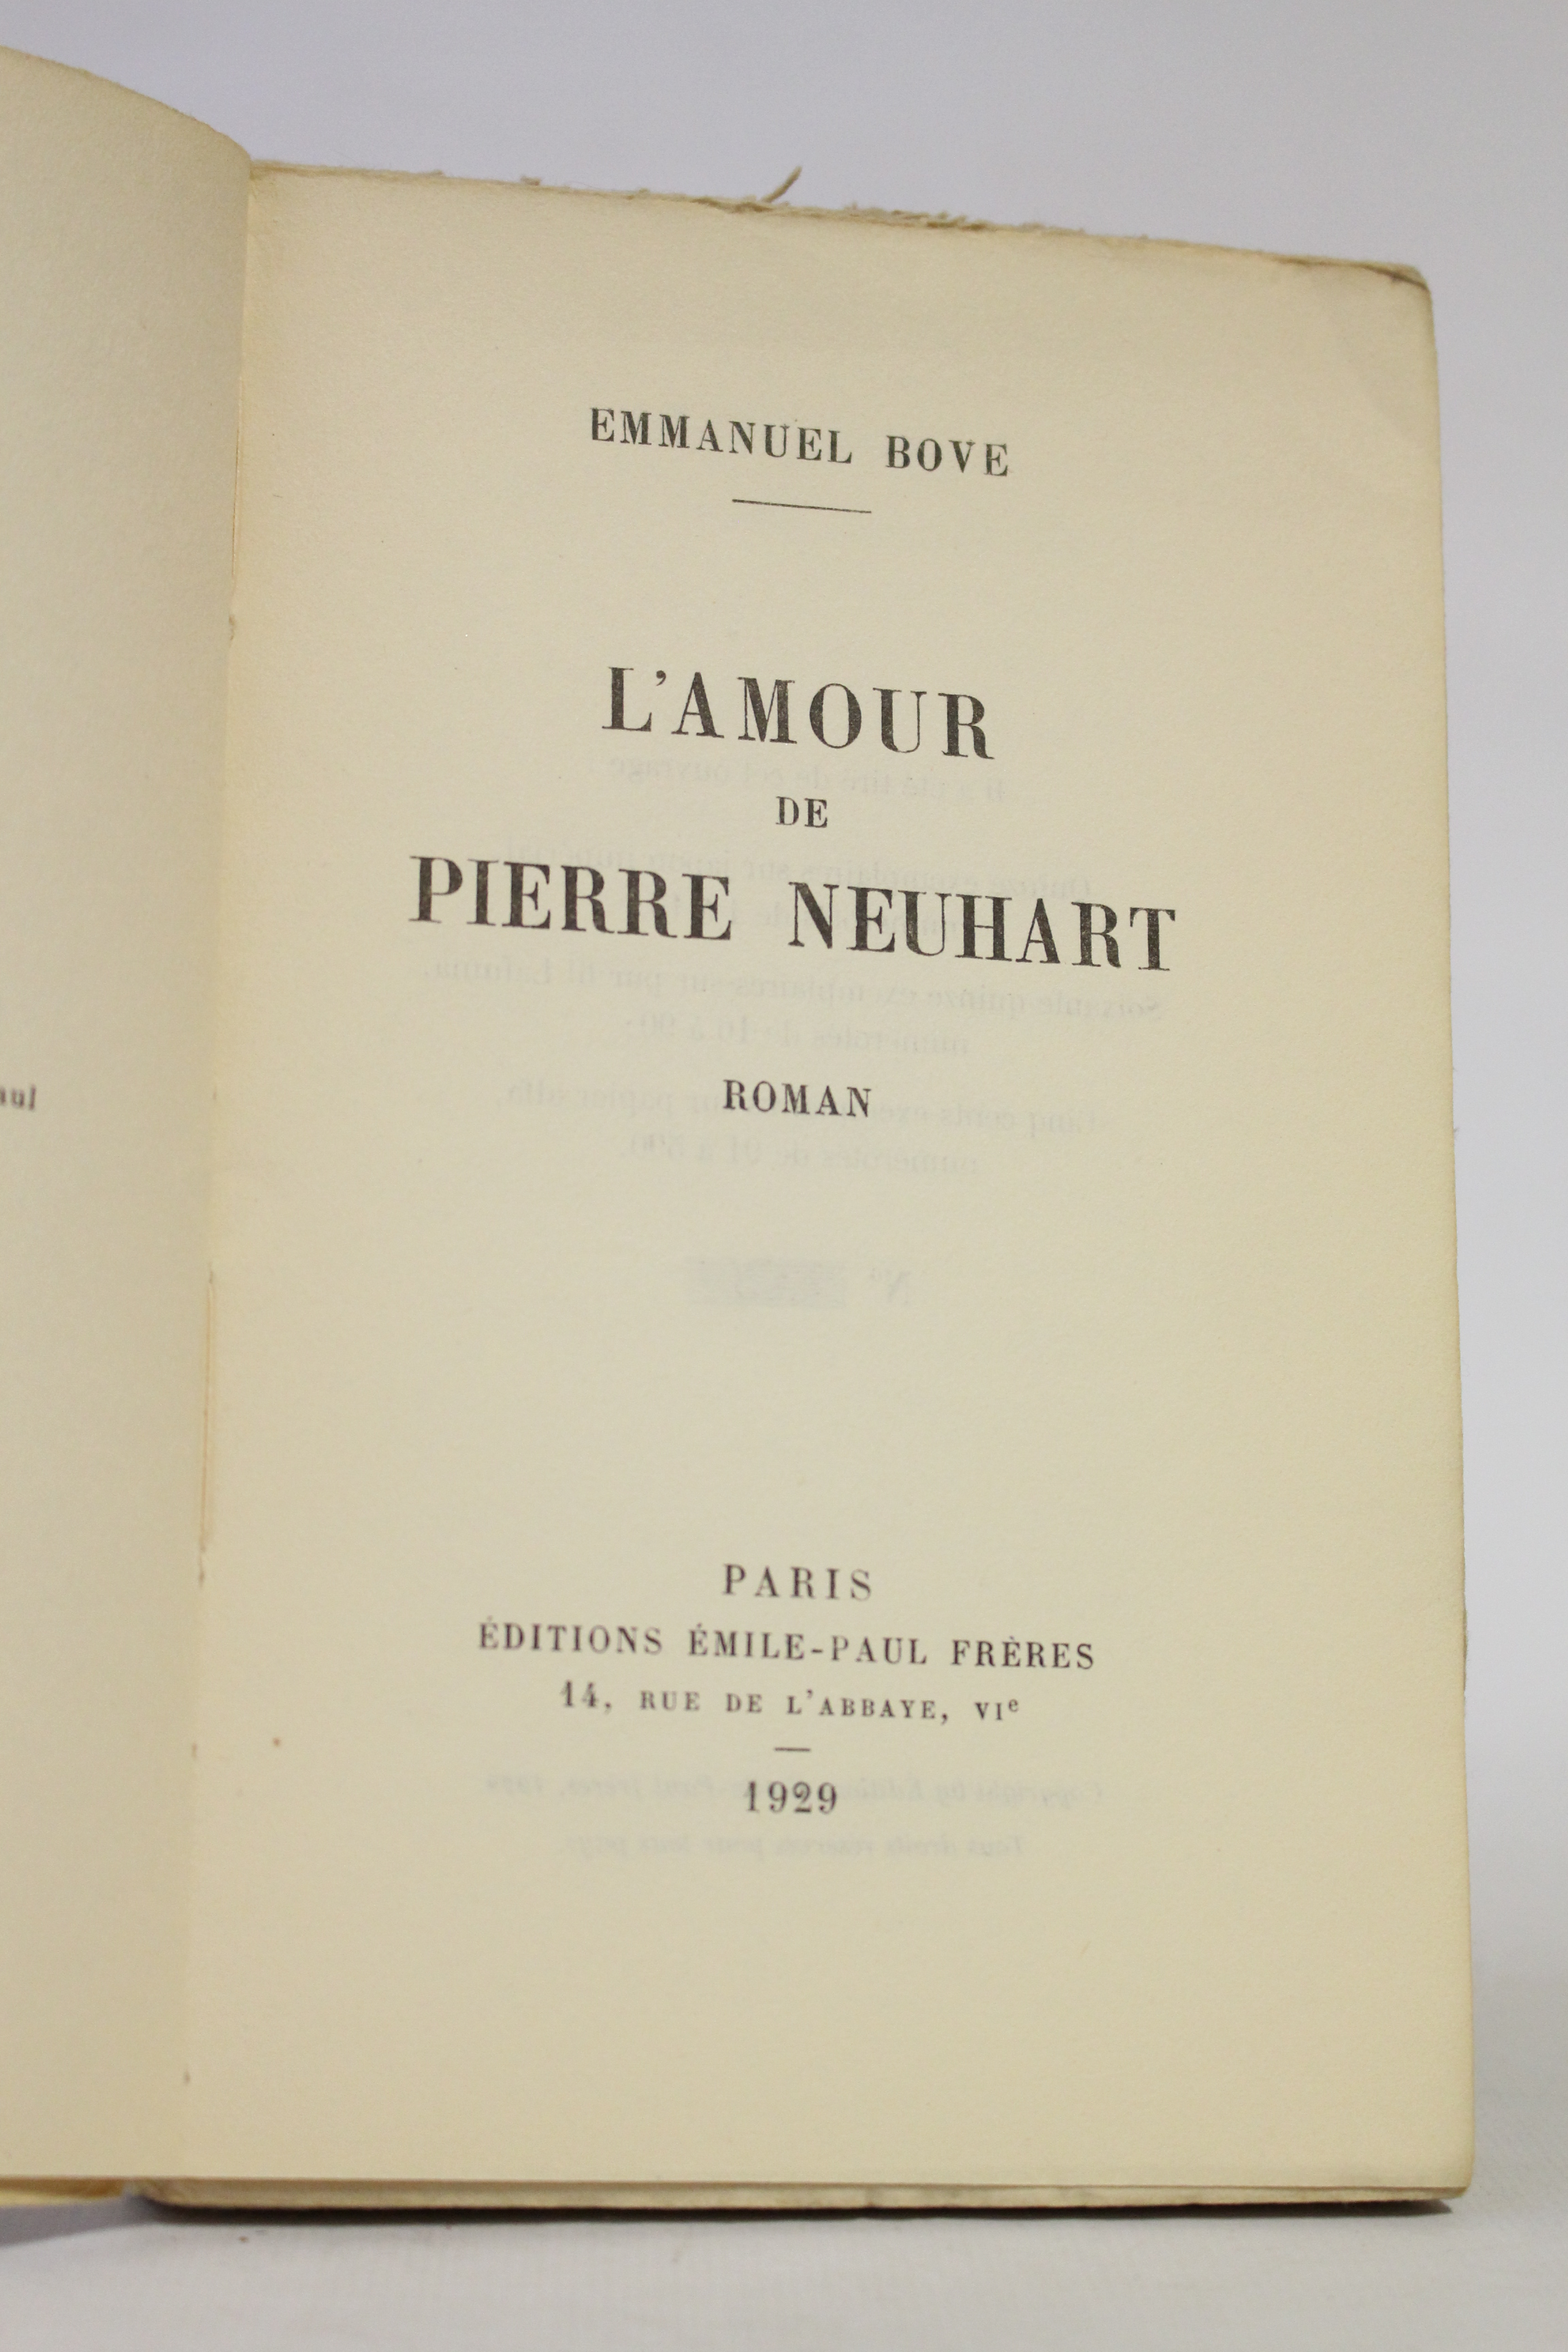 EMMANUEL BOVE
L'AMOUR
DE
PIERRE NEUHART
ROMAN
PARIS
ÉDITIONS ÉMILE-PAUL FRÈRES
14, RUE DE L'ABBAYE, VIᵉ
1929